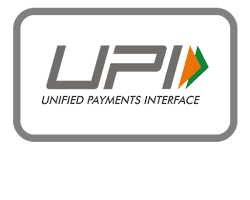 UPI
UNIFIED PAYMENTS INTERFACE